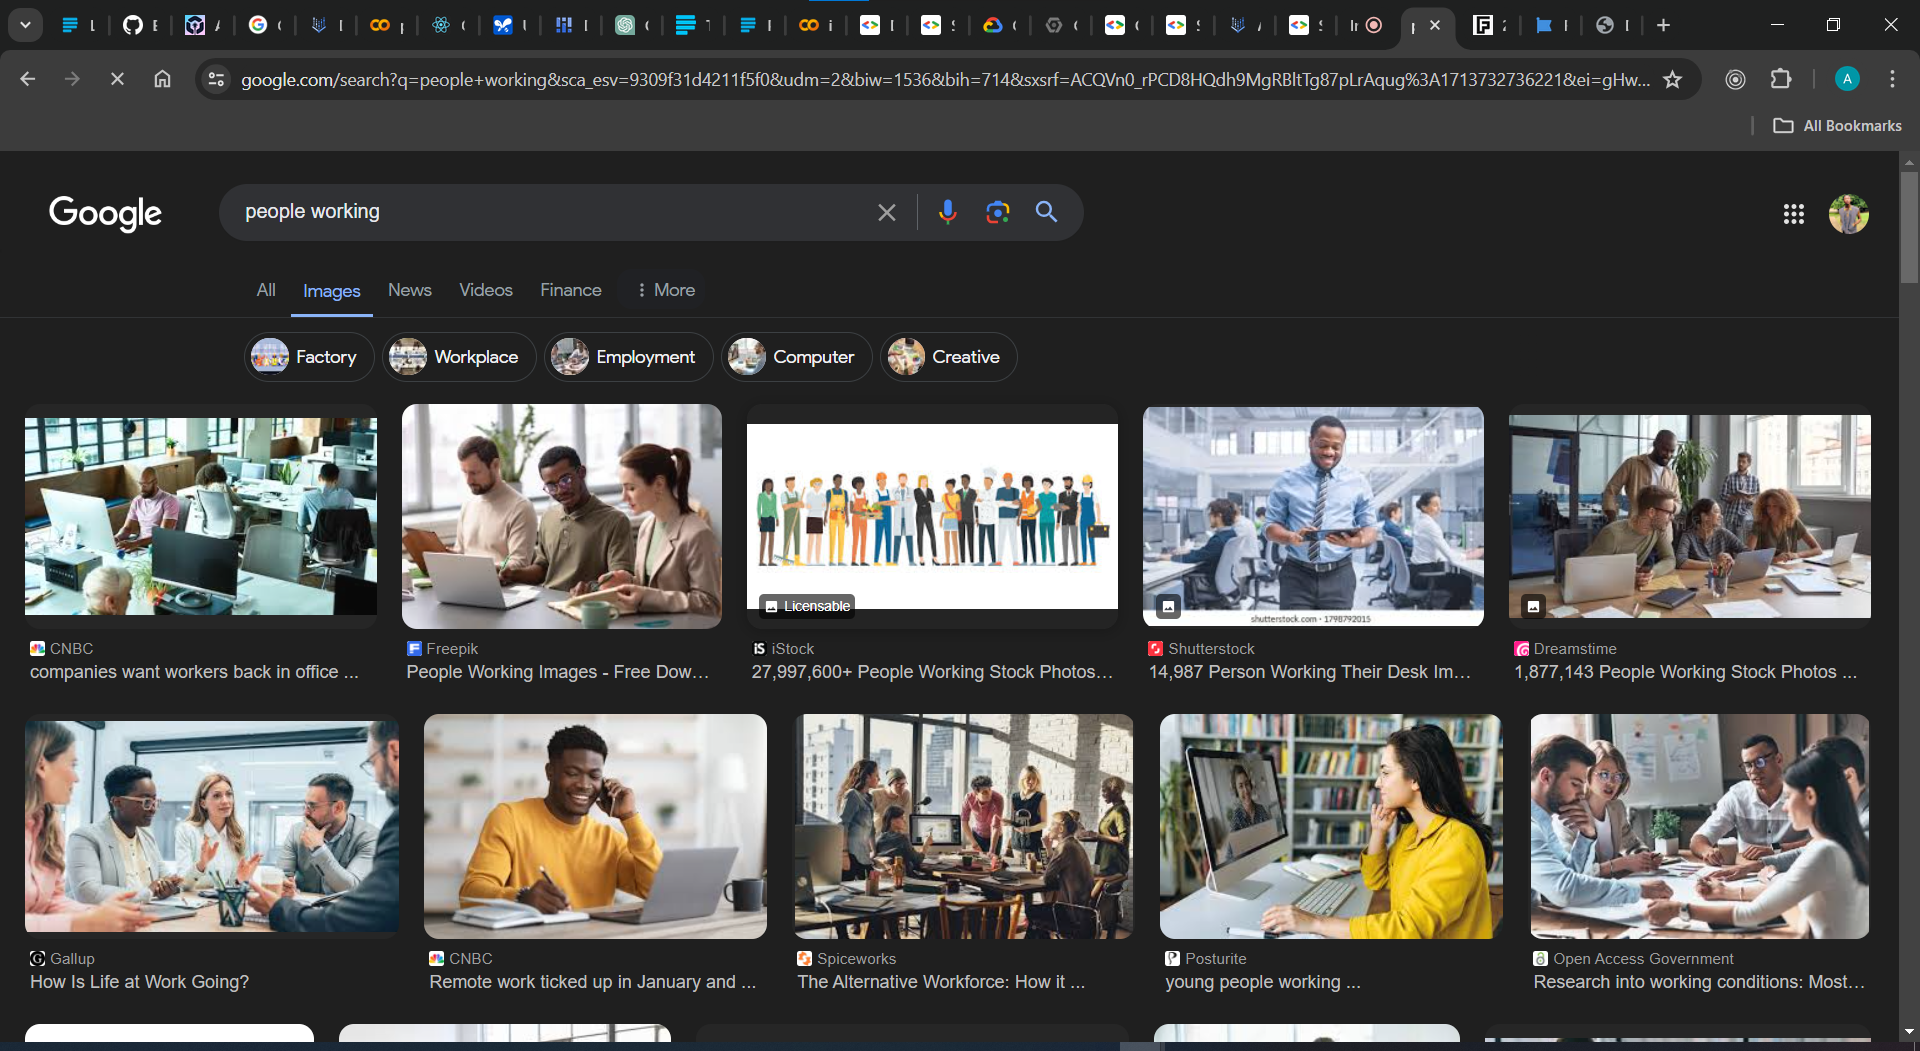 google.com/search?q=people+working&sca_esv=9309f31d4211f5f0&udm=2&biw=1536&bih=714&sxsrf=ACQVn0_rPCD8HQdh9MgRBltTg87pLrAqug%3A1713732736221&ei=gHw...
A
All Bookmarks
Google
people working
All Images News Videos Finance More
Factory Workplace Employment Computer Creative
Licensable
shutterstock.com · 1798792015
CNBC
companies want workers back in office ...
Freepik
People Working Images - Free Dow...
iStock
27,997,600+ People Working Stock Photos...
Shutterstock
14,987 Person Working Their Desk Im...
Dreamstime
1,877,143 People Working Stock Photos ...
Gallup
How Is Life at Work Going?
CNBC
Remote work ticked up in January and ...
Spiceworks
The Alternative Workforce: How it ...
Posturite
young people working ...
Open Access Government
Research into working conditions: Most...